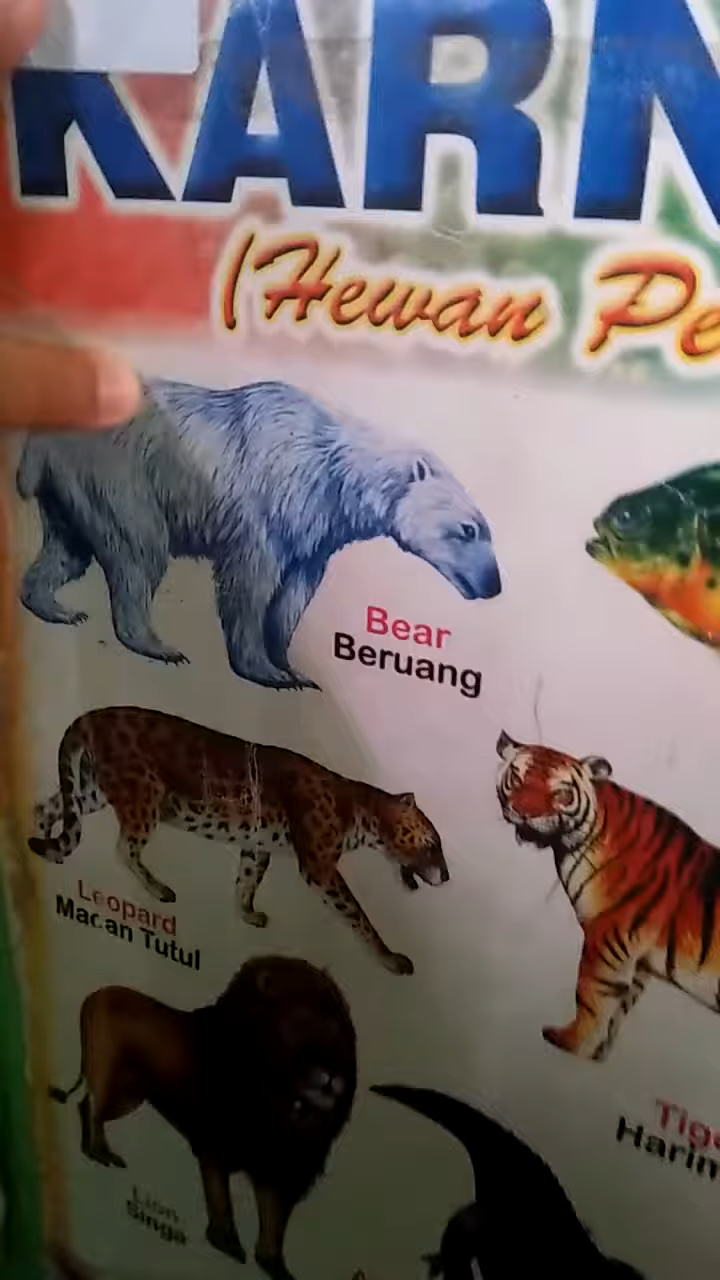 KARN
(Hewan Pe
Bear
Beruang
Leopard
Macan Tutul
Tige
Harim
Lion
Singa